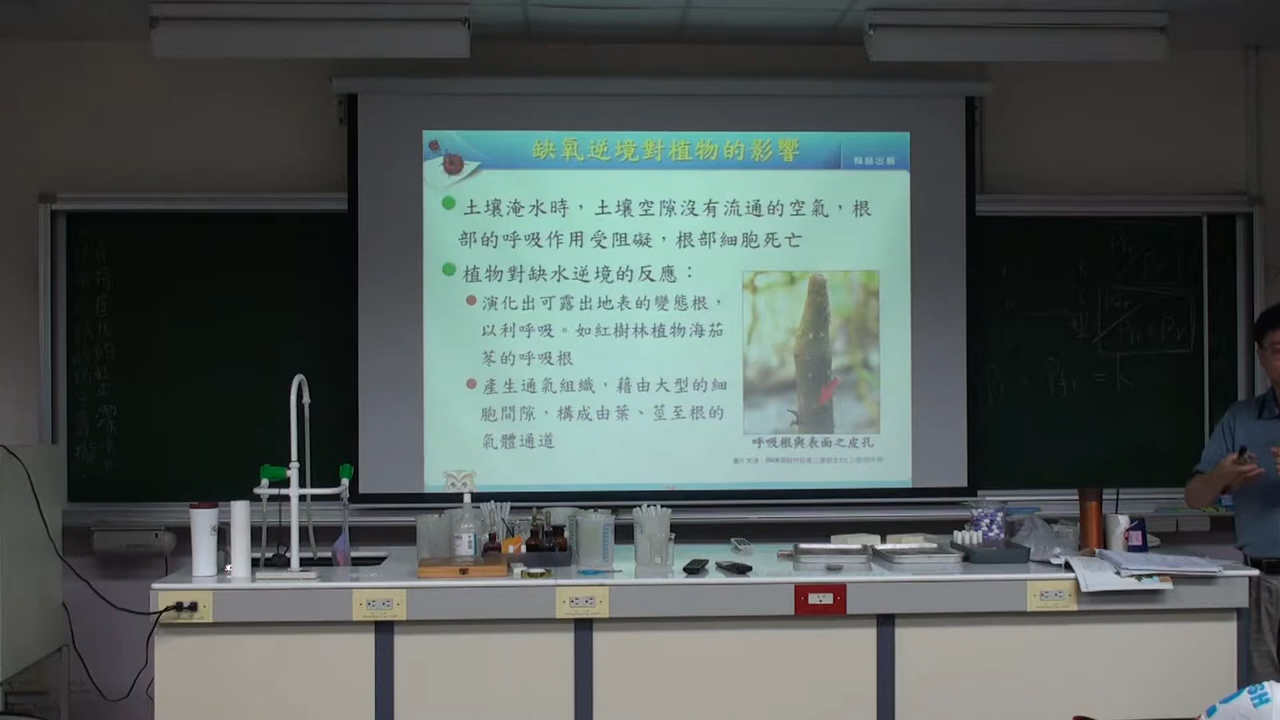 缺氧逆境對植物的影響
翰林出版
土壤淹水時，土壤空隙沒有流通的空氣，根
部的呼吸作用受阻礙，根部細胞死亡
植物對缺水逆境的反應：
演化出可露出地表的變態根，
以利呼吸。如紅樹林植物海茄
苳的呼吸根
產生通氣組織，藉由大型的細
胞間隙，構成由葉、莖至根的
氣體通道
呼吸根與表面之皮孔
= K